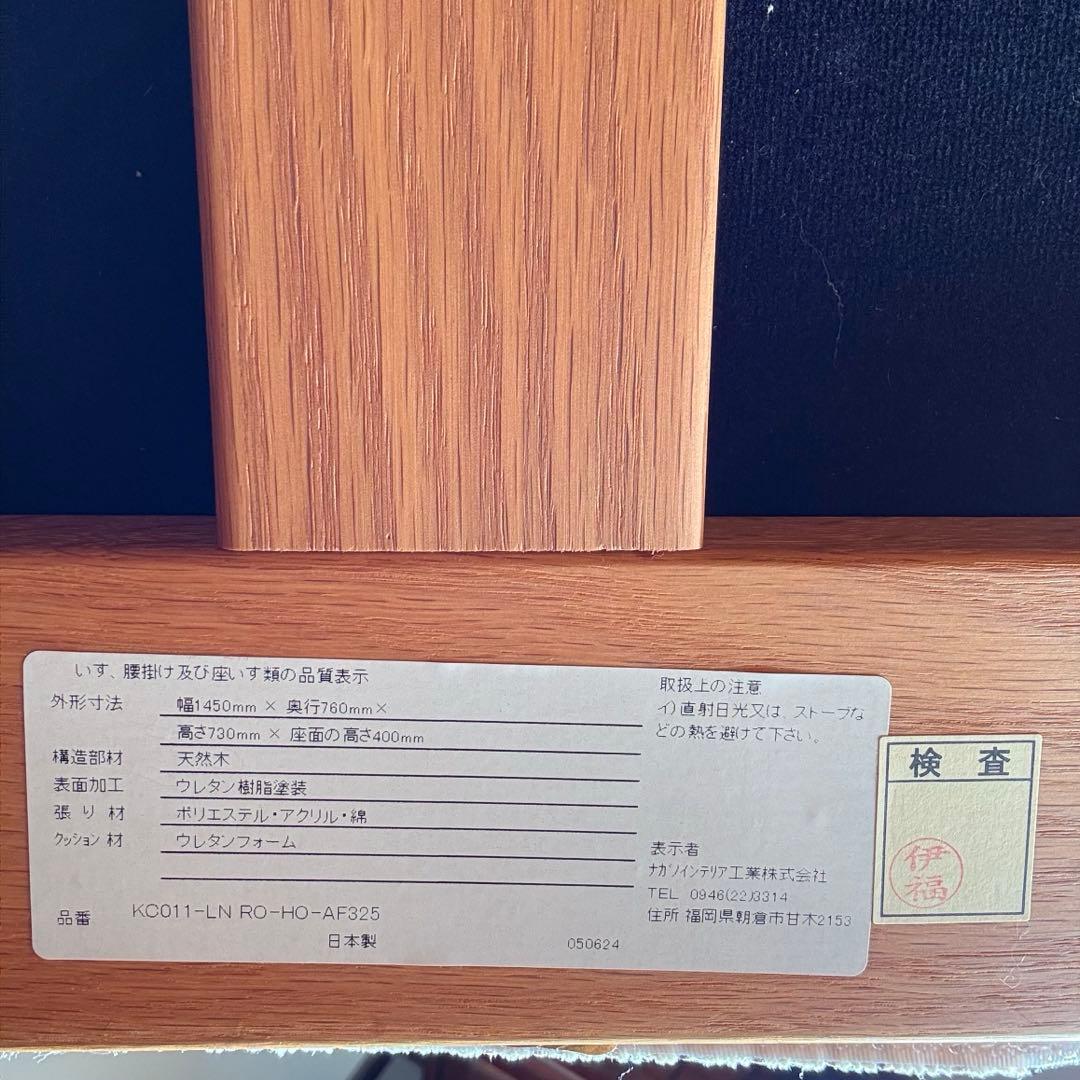 いす、腰掛け及び座いす類の品質表示
外形寸法 幅1450mm × 奥行760mm×
高さ730mm × 座面の高さ400mm
構造部材 天然木
表面加工 ウレタン樹脂塗装
張り材 ポリエステル・アクリル・綿
クッション材 ウレタンフォーム
品番 KC011-LN RO-HO-AF325
日本製 050624
取扱上の注意
イ)直射日光又は、ストーブな
どの熱を避けて下さい。
表示者
ナガノインテリア工業株式会社
TEL 0946(22)3314
住所 福岡県朝倉市甘木2153
検査
伊福